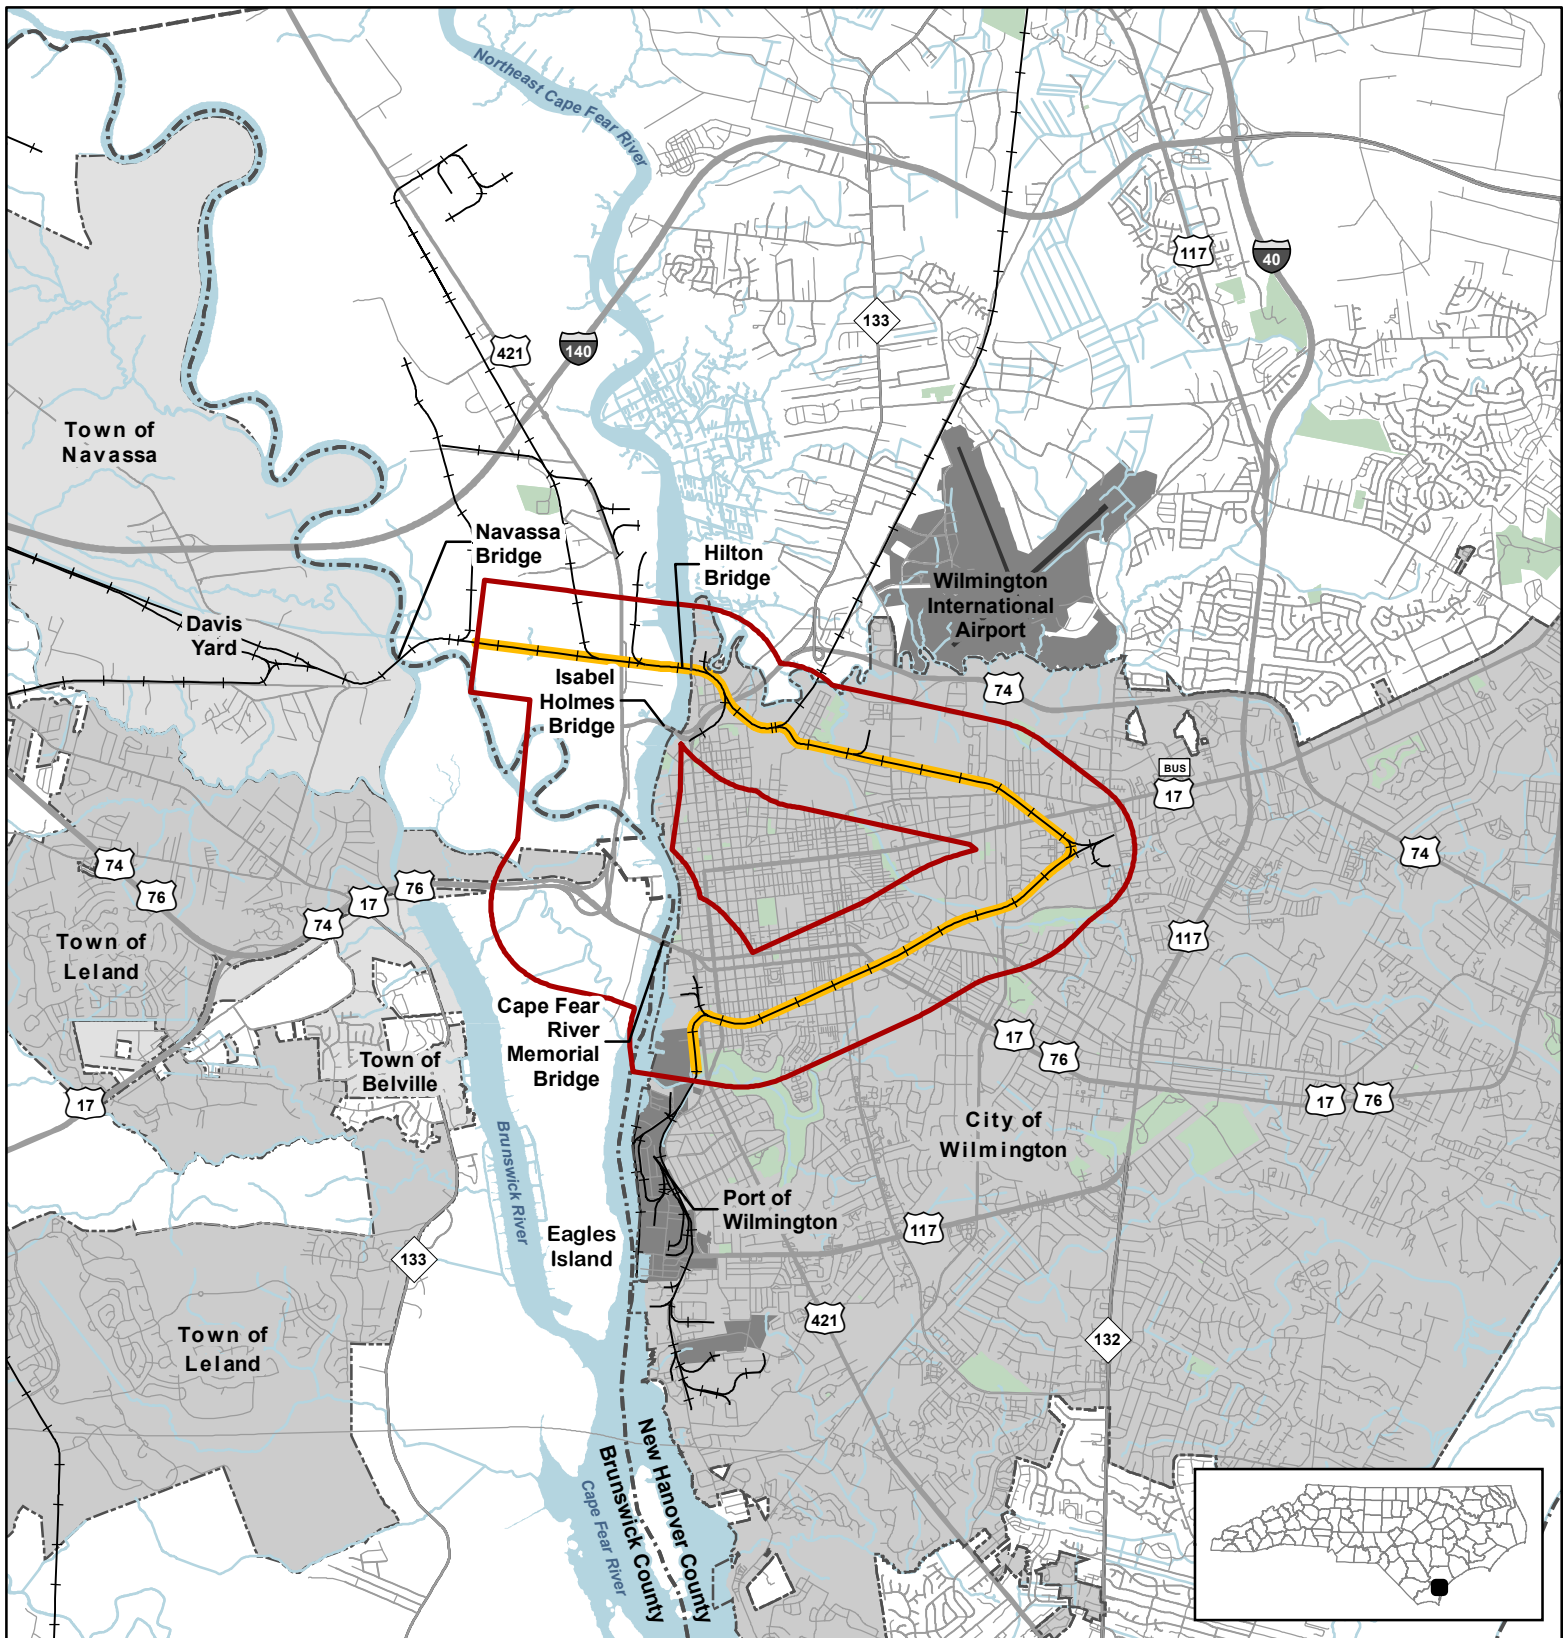 Northeast Cape Fear River
117
40
133
421
140
Town of
Navassa
Navassa
Bridge
Hilton
Bridge
Wilmington
International
Airport
Davis
Yard
Isabel
Holmes
Bridge
74
BUS
17
74
74
76
17
76
74
Town of
Leland
117
Cape Fear
River
Memorial
Bridge
17
76
Town of
Belville
17
17
76
City of
Wilmington
Brunswick River
Port of
Wilmington
Eagles
Island
117
133
421
132
Town of
Leland
New Hanover County
Brunswick County
Cape Fear River